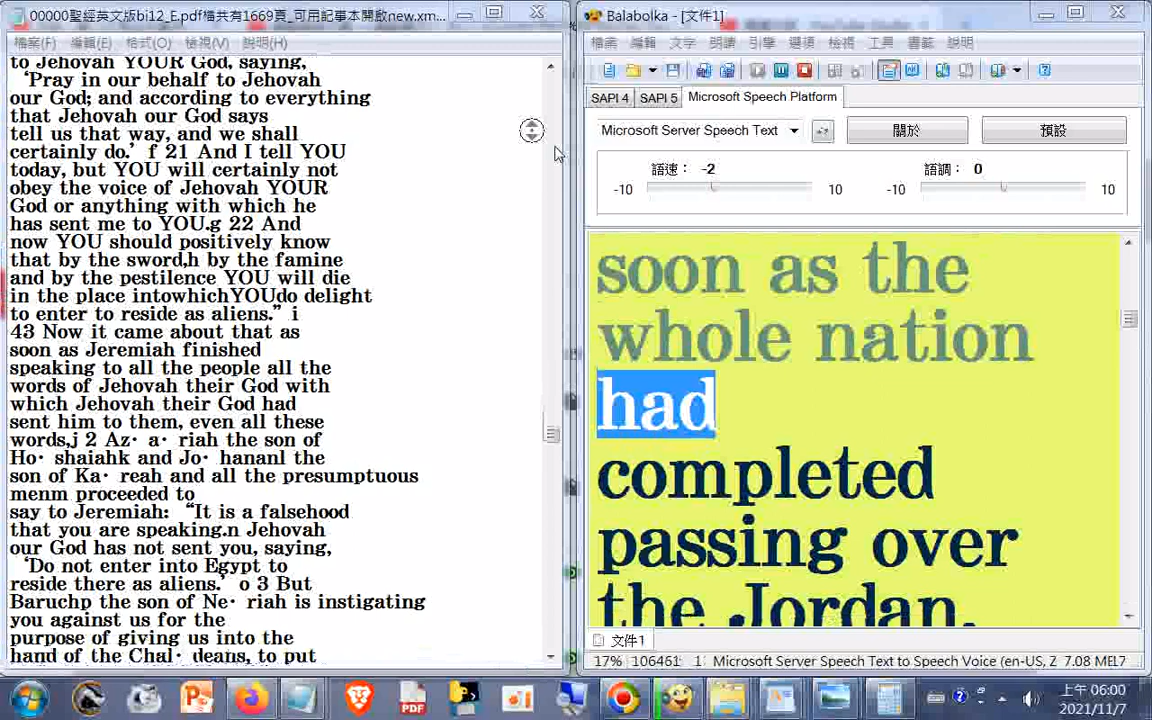 00000聖經英文版bi12_E.pdf檔共有1669頁_可用記事本開啟new.xm...
檔案(F) 編輯(E) 格式(O) 檢視(V) 說明(H)
to Jehovah YOUR God, saying,
‘Pray in our behalf to Jehovah
our God; and according to everything
that Jehovah our God says
tell us that way, and we shall
certainly do.’ f 21 And I tell YOU
today, but YOU will certainly not
obey the voice of Jehovah YOUR
God or anything with which he
has sent me to YOU.g 22 And
now YOU should positively know
that by the sword,h by the famine
and by the pestilence YOU will die
in the place intowhichYOUdo delight
to enter to reside as aliens.” i
43 Now it came about that as
soon as Jeremiah finished
speaking to all the people all the
words of Jehovah their God with
which Jehovah their God had
sent him to them, even all these
words,j 2 Az· a· riah the son of
Ho· shaiahk and Jo· hananl the
son of Ka· reah and all the presumptuous
menm proceeded to
say to Jeremiah: “It is a falsehood
that you are speaking.n Jehovah
our God has not sent you, saying,
‘Do not enter into Egypt to
reside there as aliens.’ o 3 But
Baruchp the son of Ne· riah is instigating
you against us for the
purpose of giving us into the
hand of the Chal· deans, to put
Balabolka - [文件1]
檔案 編輯 文字 朗讀 引擎 選項 檢視 工具 書籤 說明
SAPI 4 SAPI 5 Microsoft Speech Platform
Microsoft Server Speech Text 關於 預設
語速： -2 語調： 0
-10 10 -10 10
soon as the
whole nation
had
completed
passing over
the Jordan,
文件1
17% 106461 1 Microsoft Server Speech Text to Speech Voice (en-US, Z 7.08 MEL7
PDF
上午 06:00
2021/11/7